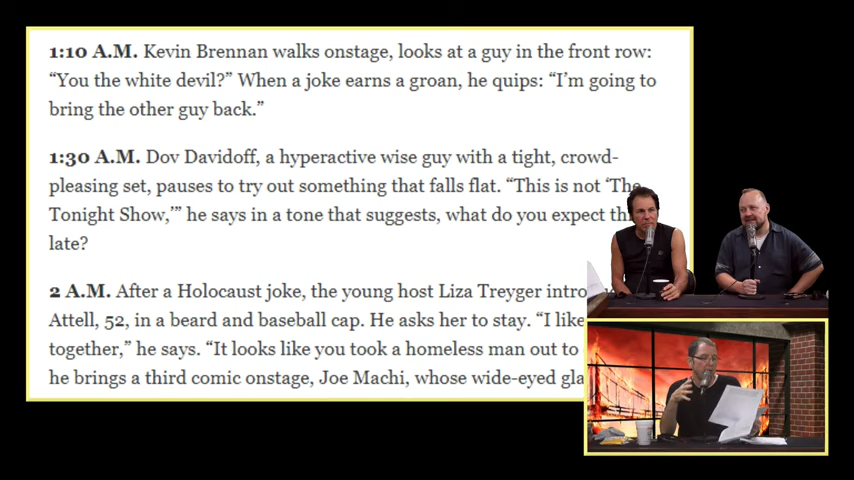 1:10 A.M. Kevin Brennan walks onstage, looks at a guy in the front row:
“You the white devil?” When a joke earns a groan, he quips: “I’m going to
bring the other guy back.”
1:30 A.M. Dov Davidoff, a hyperactive wise guy with a tight, crowd-
pleasing set, pauses to try out something that falls flat. “This is not ‘The
Tonight Show,’” he says in a tone that suggests, what do you expect
late?
2 A.M. After a Holocaust joke, the young host Liza Treyger
Attell, 52, in a beard and baseball cap. He asks her to stay. “I like
together,” he says. “It looks like you took a homeless man out to
he brings a third comic onstage, Joe Machi, whose wide-eyed